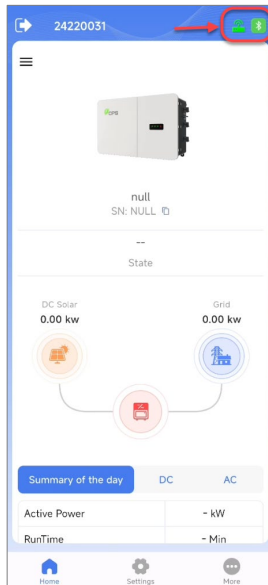 24220031
CPS
null
SN: NULL
--
State
DC Solar
Grid
0.00 kw
0.00 kw
Summary of the day
DC
AC
Active Power
- kW
RunTime
- Min
Home
Settings
More